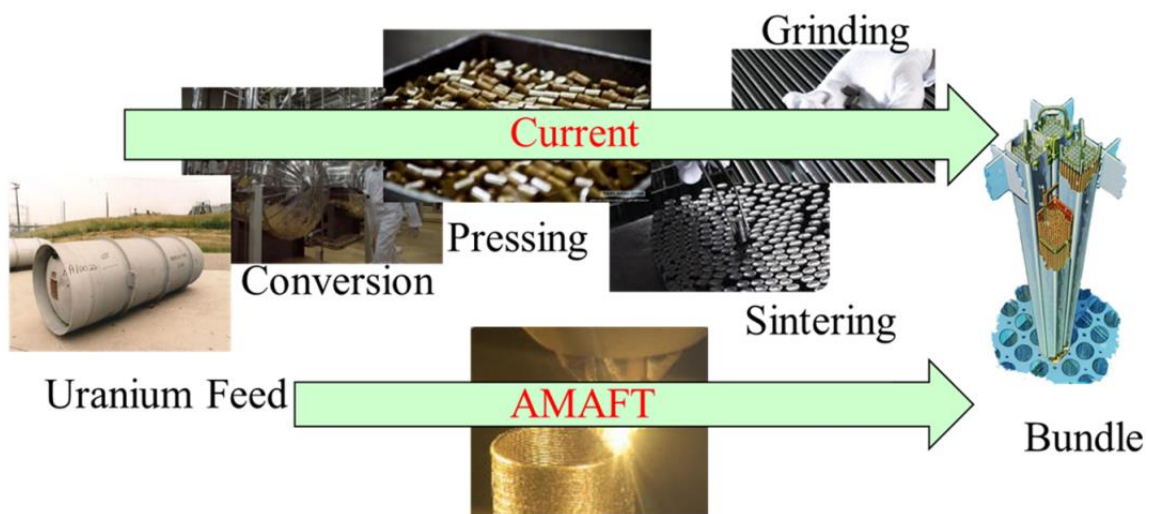 Grinding
Current
Pressing
Conversion
Sintering
Uranium Feed
AMAFT
Bundle